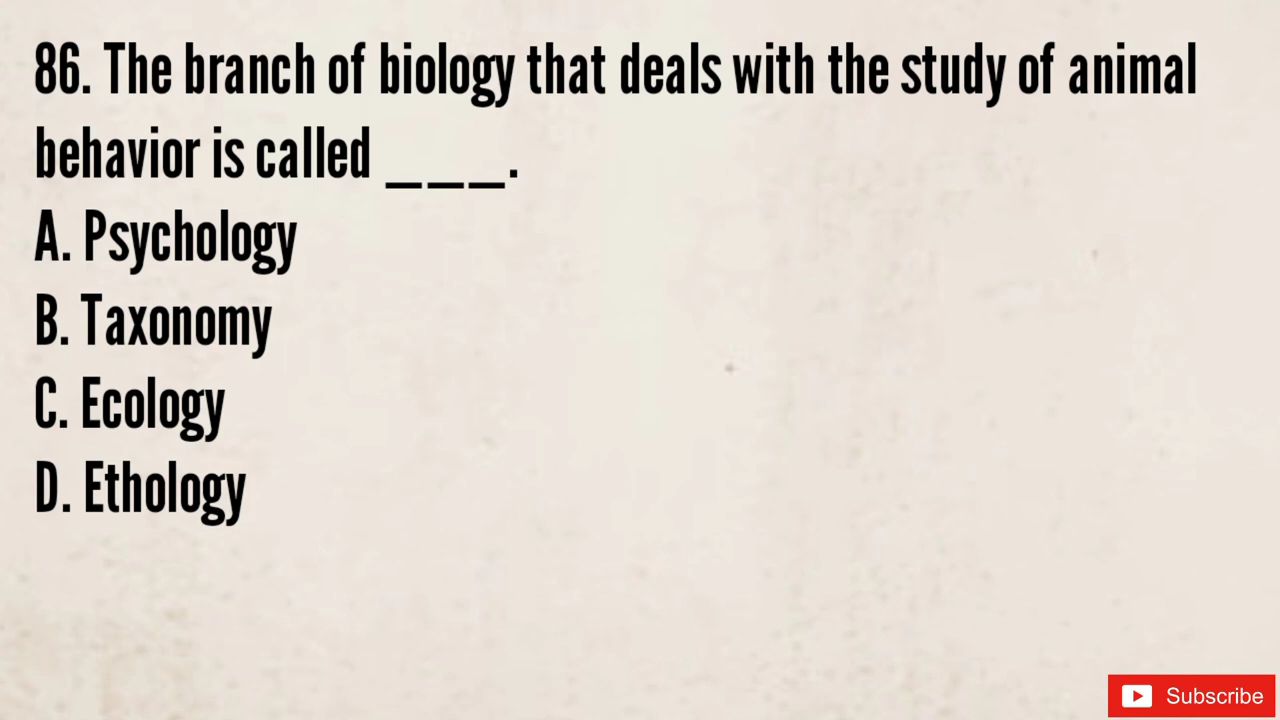 86. The branch of biology that deals with the study of animal
behavior is called ___.
A. Psychology
B. Taxonomy
C. Ecology
D. Ethology
Subscribe